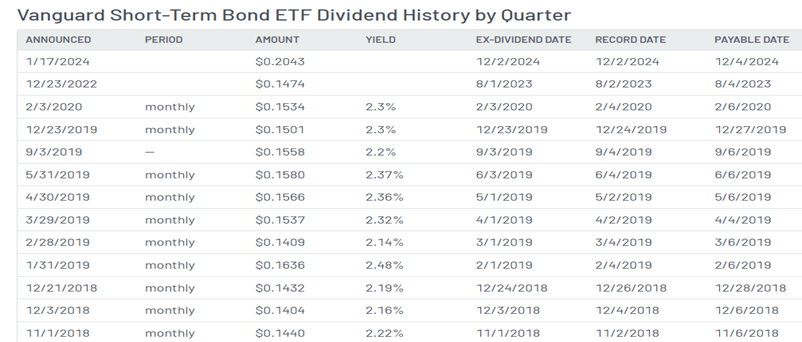 Vanguard Short-Term Bond ETF Dividend History by Quarter
ANNOUNCED PERIOD AMOUNT YIELD EX-DIVIDEND DATE RECORD DATE PAYABLE DATE
1/17/2024 $0.2043 12/2/2024 12/2/2024 12/4/2024
12/23/2022 $0.1474 8/1/2023 8/2/2023 8/4/2023
2/3/2020 monthly $0.1534 2.3% 2/3/2020 2/4/2020 2/6/2020
12/23/2019 monthly $0.1501 2.3% 12/23/2019 12/24/2019 12/27/2019
9/3/2019 — $0.1558 2.2% 9/3/2019 9/4/2019 9/6/2019
5/31/2019 monthly $0.1580 2.37% 6/3/2019 6/4/2019 6/6/2019
4/30/2019 monthly $0.1566 2.36% 5/1/2019 5/2/2019 5/6/2019
3/29/2019 monthly $0.1537 2.32% 4/1/2019 4/2/2019 4/4/2019
2/28/2019 monthly $0.1409 2.14% 3/1/2019 3/4/2019 3/6/2019
1/31/2019 monthly $0.1636 2.48% 2/1/2019 2/4/2019 2/6/2019
12/21/2018 monthly $0.1432 2.19% 12/24/2018 12/26/2018 12/28/2018
12/3/2018 monthly $0.1404 2.16% 12/3/2018 12/4/2018 12/6/2018
11/1/2018 monthly $0.1440 2.22% 11/1/2018 11/2/2018 11/6/2018